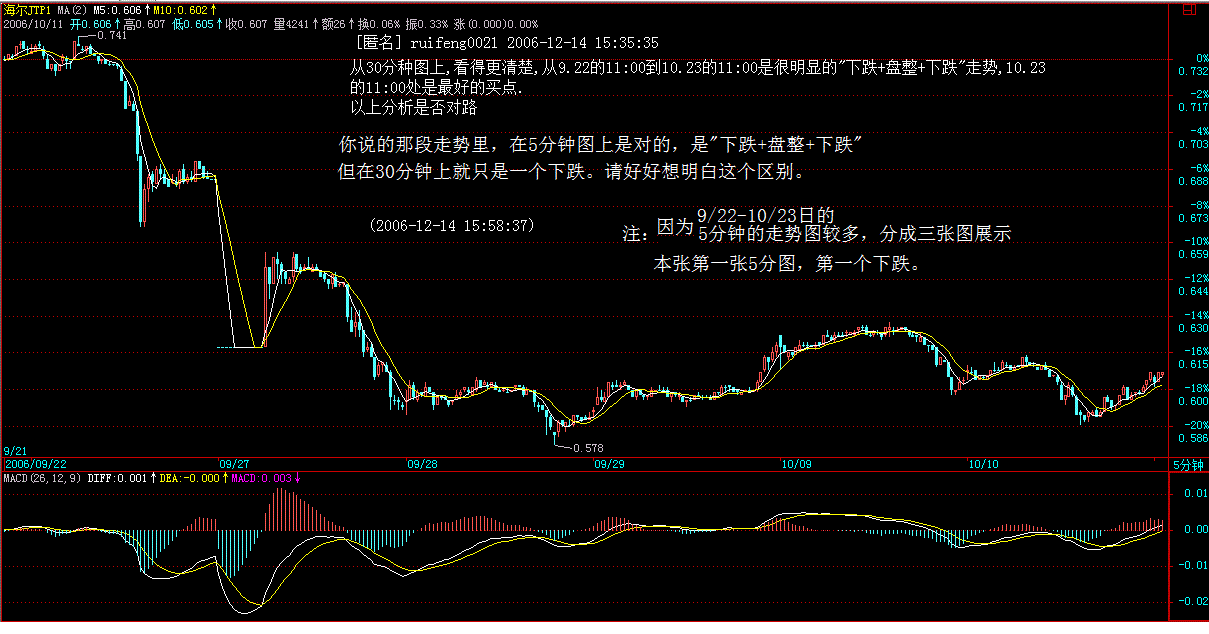 海尔JTP1 MA(2) M5:0.606↑M10:0.602↑
2006/10/11 开0.606↑高0.607 低0.605↑收0.607 量4241↑额26↑换0.06% 振0.33% 涨(0.000)0.00%
0.741
[匿名] ruifeng0021 2006-12-14 15:35:35
从30分种图上,看得更清楚,从9.22的11:00到10.23的11:00是很明显的"下跌+盘整+下跌"走势,10.23
的11:00处是最好的买点.
以上分析是否对路
你说的那段走势里，在5分钟图上是对的，是"下跌+盘整+下跌"
但在30分钟上就只是一个下跌。请好好想明白这个区别。
(2006-12-14 15:58:37)
注：因为9/22-10/23日的
5分钟的走势图较多，分成三张图展示
本张第一张5分图，第一个下跌。
0%
0.732
-2%
0.717
-4%
0.703
-6%
0.688
-8%
0.673
-10%
0.659
-12%
0.644
-14%
0.630
-16%
0.615
-18%
0.600
-20%
0.586
0.578
9/21
2006/09/22 09/27 09/28 09/29 10/09 10/10 5分钟
MACD(26,12,9) DIFF:0.001↑DEA:-0.000↑MACD:0.003↓
0.01
0.00
-0.01
-0.02